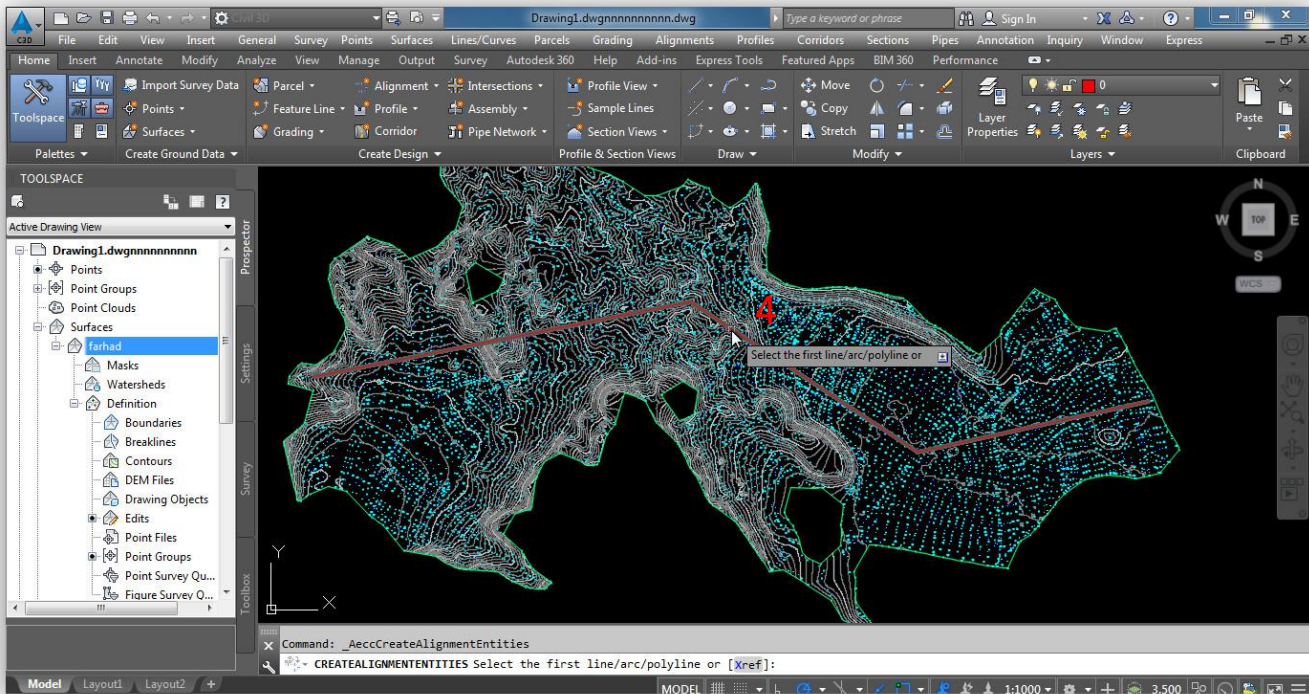 Civil 3D
Drawing1.dwgnnnnnnnnnn.dwg
Type a keyword or phrase
Sign In
C3D
File Edit View Insert General Survey Points Surfaces Lines/Curves Parcels Grading Alignments Profiles Corridors Sections Pipes Annotation Inquiry Window Express
Home Insert Annotate Modify Analyze View Manage Output Survey Autodesk 360 Help Add-ins Express Tools Featured Apps BIM 360 Performance
Toolspace
Import Survey Data
Points
Surfaces
Parcel
Feature Line
Grading
Alignment
Profile
Corridor
Intersections
Assembly
Pipe Network
Profile View
Sample Lines
Section Views
Move
Copy
Stretch
Layer Properties
0
Paste
Palettes
Create Ground Data
Create Design
Profile & Section Views
Draw
Modify
Layers
Clipboard
TOOLSPACE
Active Drawing View
Drawing1.dwgnnnnnnnnnn
Points
Point Groups
Point Clouds
Surfaces
farhad
Masks
Watersheds
Definition
Boundaries
Breaklines
Contours
DEM Files
Drawing Objects
Edits
Point Files
Point Groups
Point Survey Qu...
Figure Survey Q...
Prospector
Settings
Survey
Toolbox
N
W TOP E
S
WCS
4
Select the first line/arc/polyline or
Y
X
Command: _AeccCreateAlignmentEntities
CREATEALIGNMENTENTITIES Select the first line/arc/polyline or [Xref]:
Model Layout1 Layout2 +
MODEL
1:1000
3.500